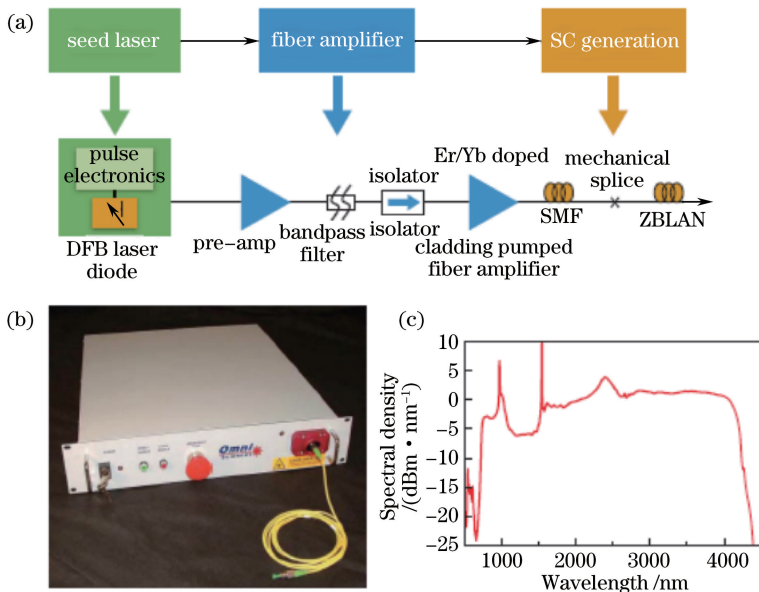 (a)
seed laser
fiber amplifier
SC generation
pulse
electronics
DFB laser
diode
pre-amp
bandpass
filter
isolator
isolator
Er/Yb doped
cladding pumped
fiber amplifier
SMF
mechanical
splice
ZBLAN
(b)
Omni
(c)
Spectral density
/(dBm · nm⁻¹)
10
5
0
−5
−10
−15
−20
−25
1000
2000
3000
4000
Wavelength /nm